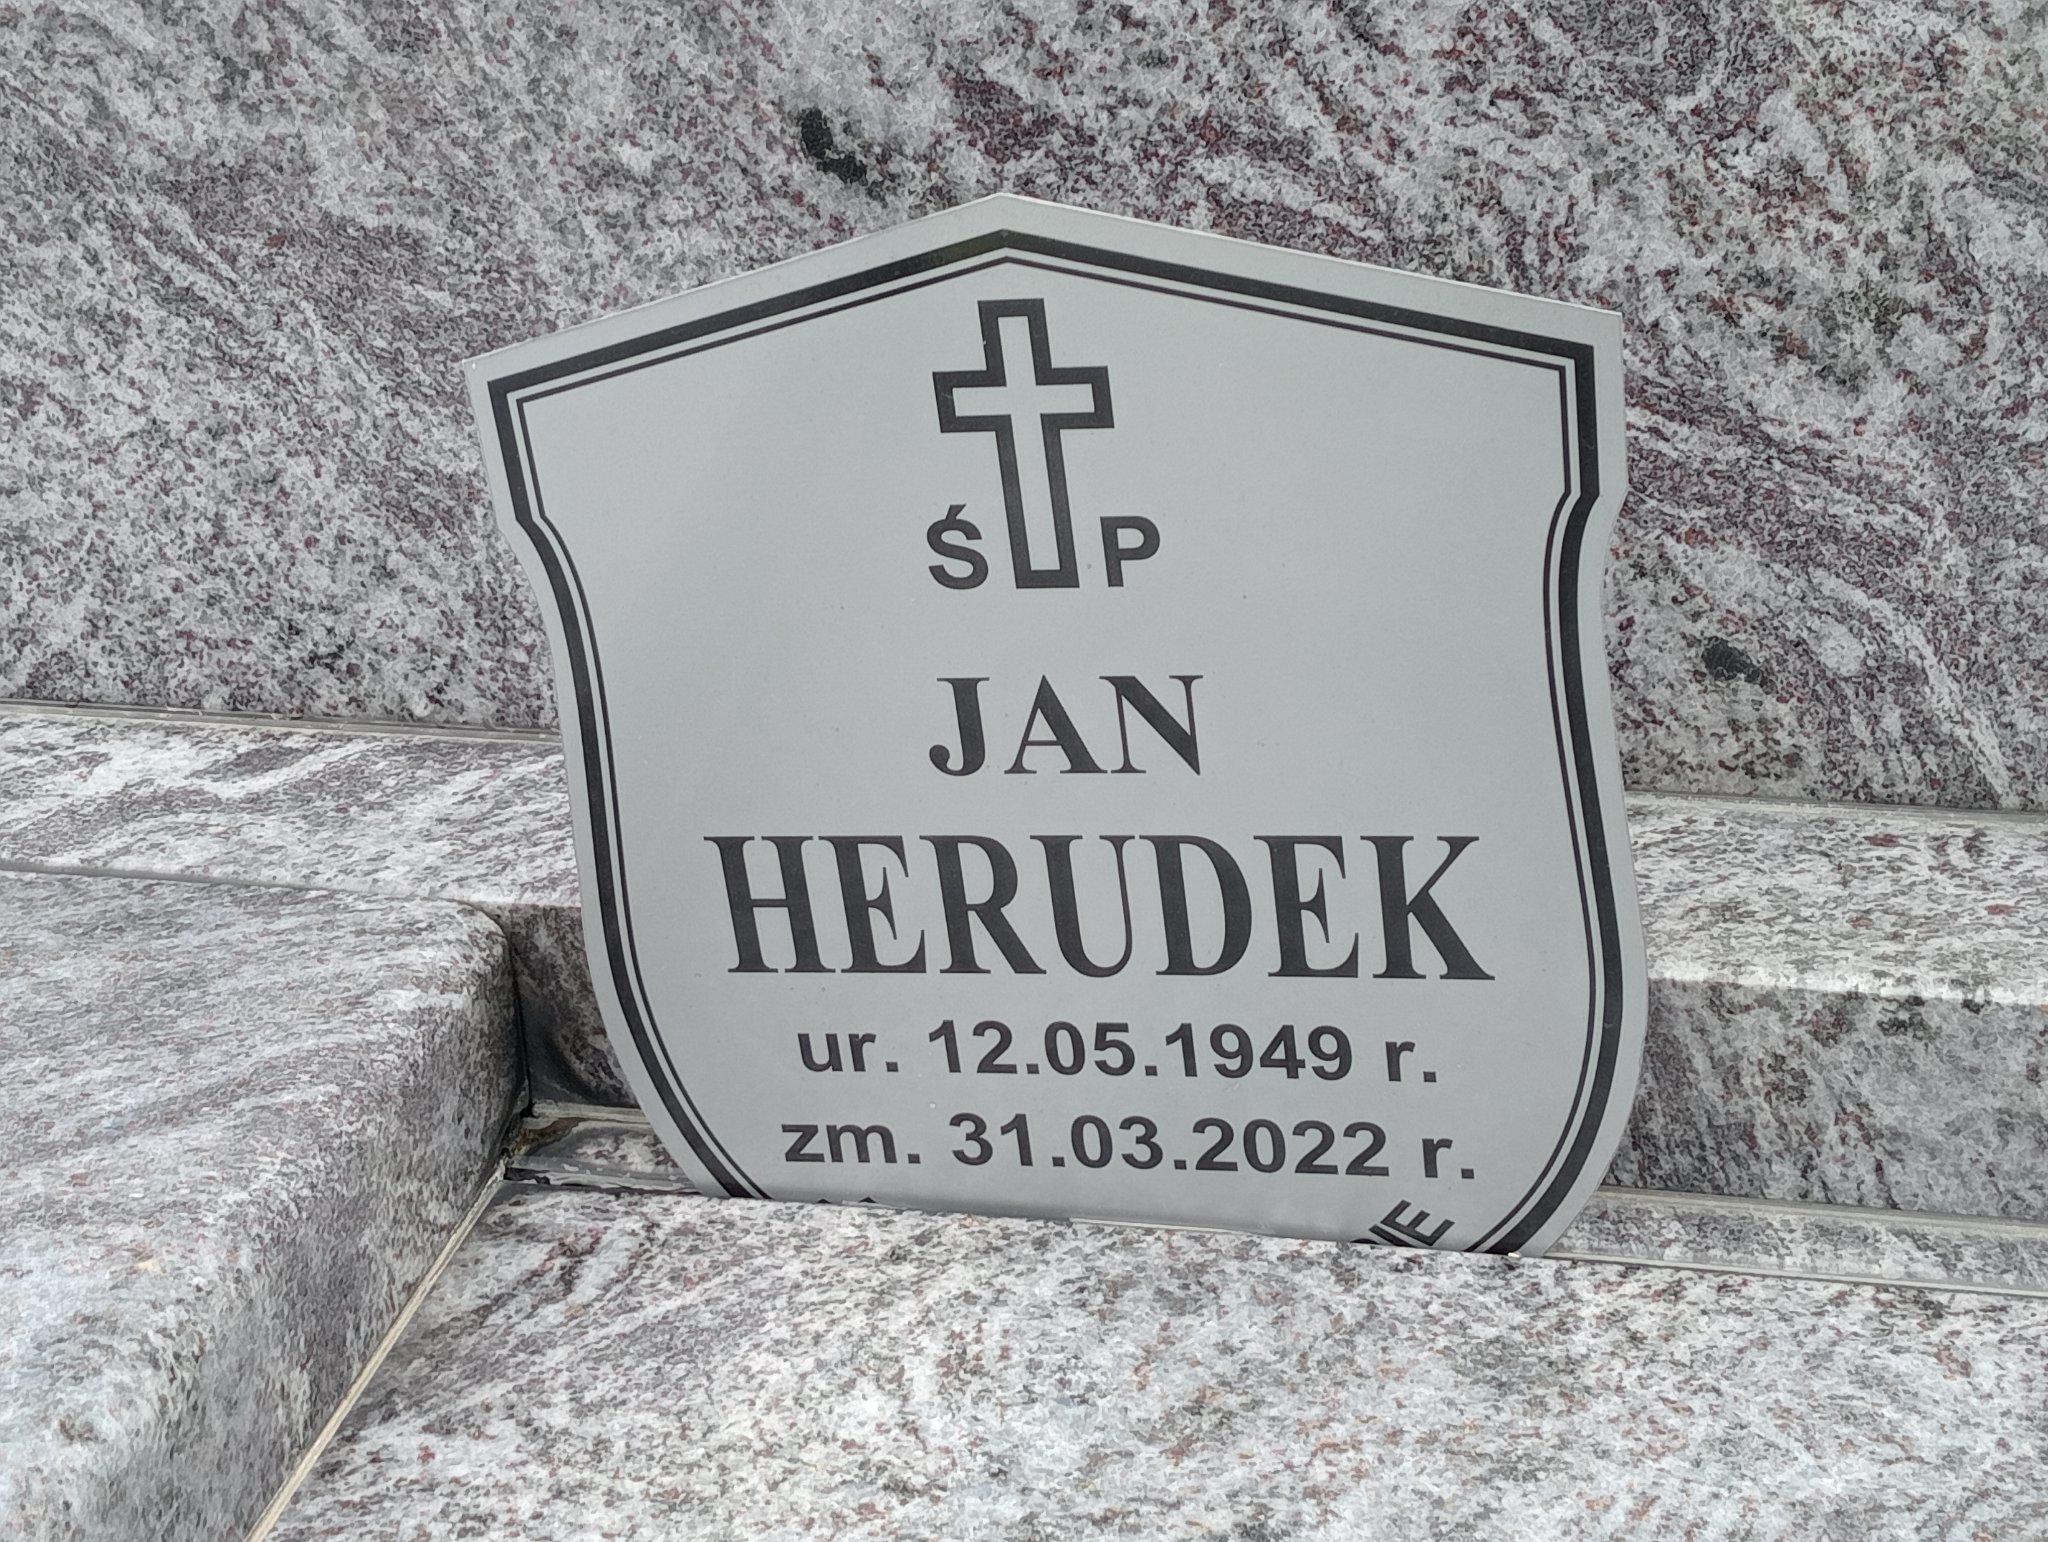 Ś P
JAN
HERUDEK
ur. 12.05.1949 r.
zm. 31.03.2022 r.